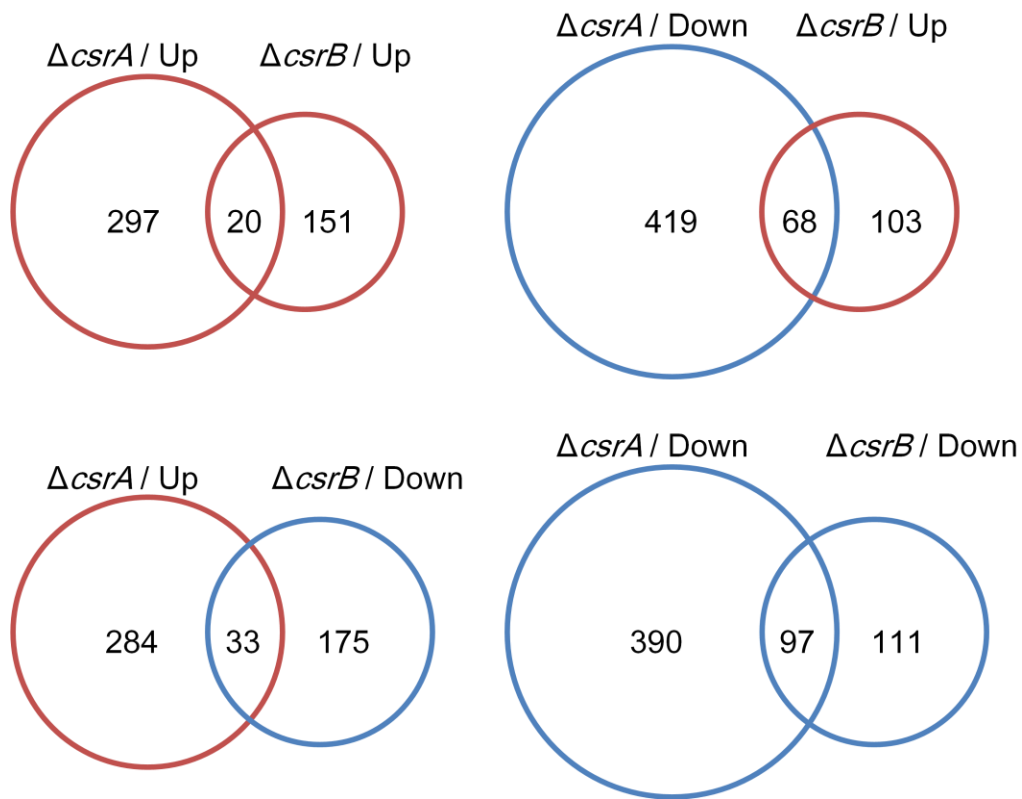 ΔcsrA / Up
ΔcsrB / Up
297
20
151
ΔcsrA / Down
ΔcsrB / Up
419
68
103
ΔcsrA / Up
ΔcsrB / Down
284
33
175
ΔcsrA / Down
ΔcsrB / Down
390
97
111